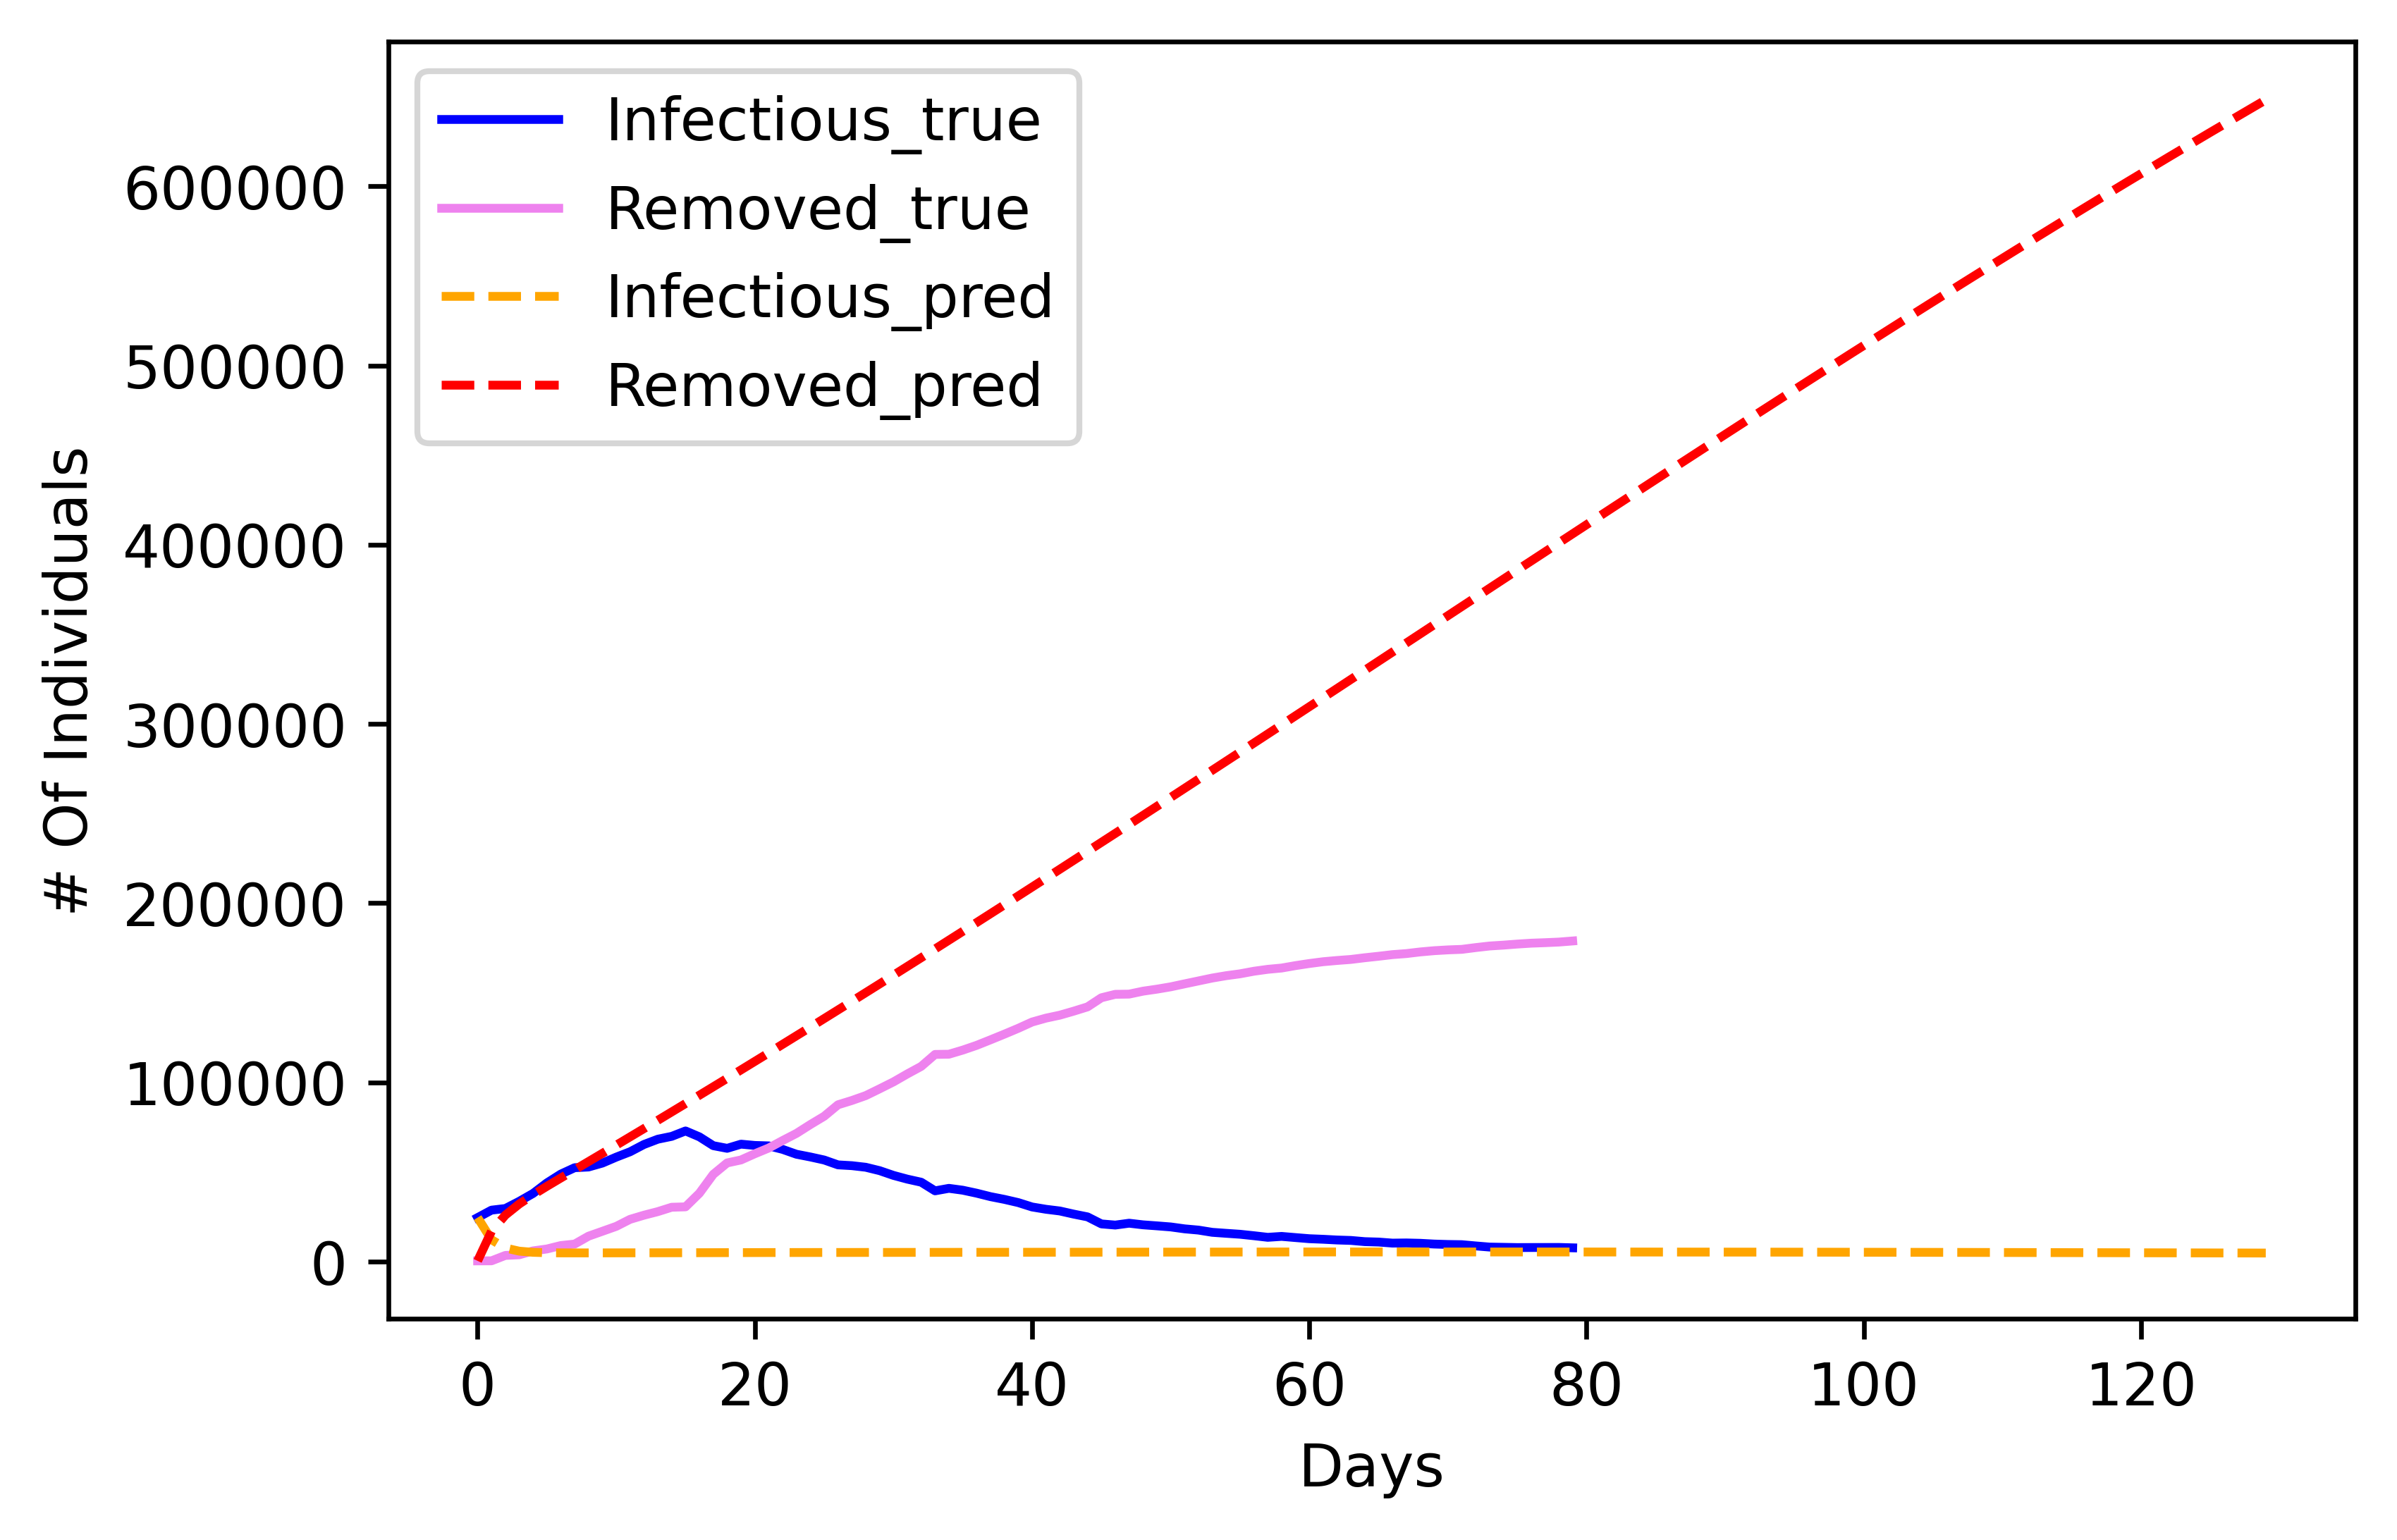 Infectious_true
Removed_true
Infectious_pred
Removed_pred
600000
500000
400000
300000
200000
100000
0
# Of Individuals
0 20 40 60 80 100 120
Days